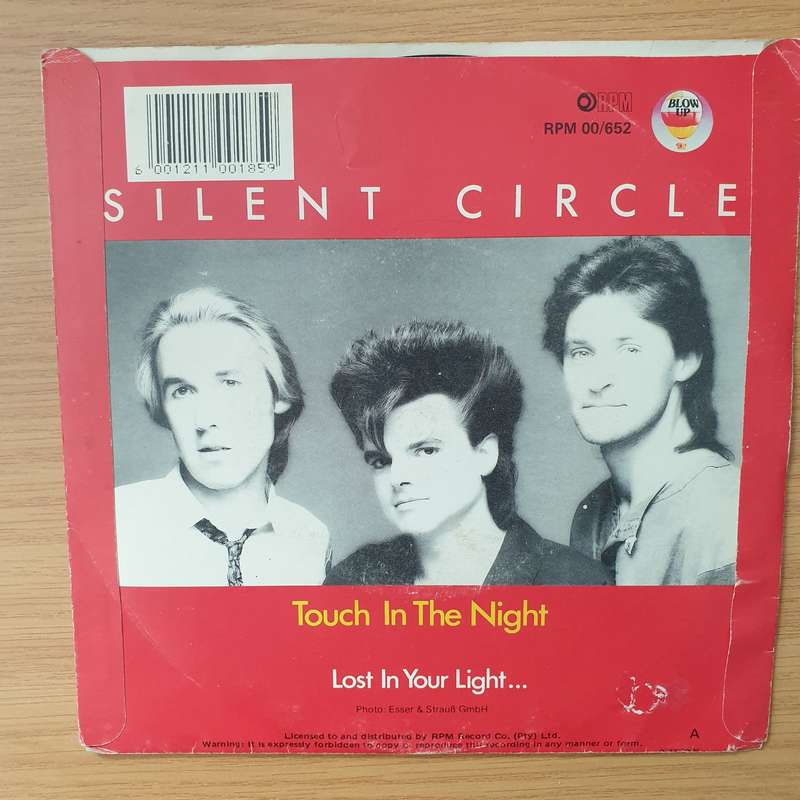 RPM
BLOW UP
RPM 00/652
6 001211 001859
SILENT CIRCLE
Touch In The Night
Lost In Your Light...
Photo: Esser & Strauß GmbH
Licensed to and distributed by RPM Record Co. (Pty) Ltd.
Warning: It is expressly forbidden to copy or reproduce this recording in any manner or form.
A